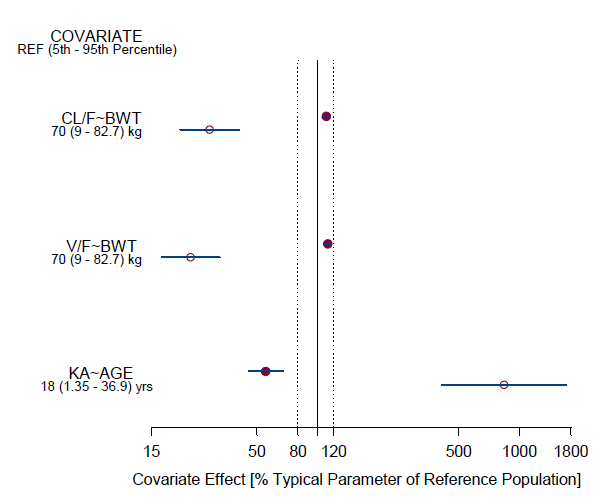 COVARIATE
REF (5th - 95th Percentile)
CL/F~BWT
70 (9 - 82.7) kg
V/F~BWT
70 (9 - 82.7) kg
KA~AGE
18 (1.35 - 36.9) yrs
15 50 80 120 500 1000 1800
Covariate Effect [% Typical Parameter of Reference Population]